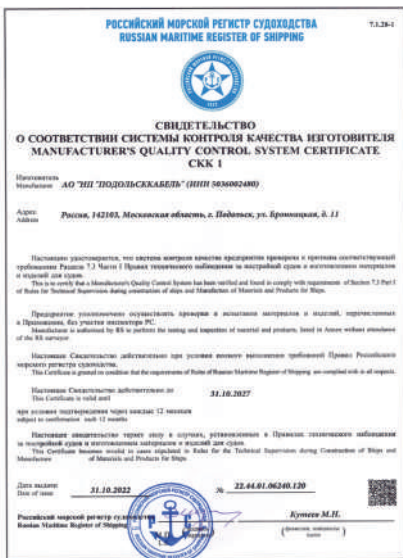 РОССИЙСКИЙ МОРСКОЙ РЕГИСТР СУДОХОДСТВА
7.1.28-1
RUSSIAN MARITIME REGISTER OF SHIPPING
СВИДЕТЕЛЬСТВО
О СООТВЕТСТВИИ СИСТЕМЫ КОНТРОЛЯ КАЧЕСТВА ИЗГОТОВИТЕЛЯ
MANUFACTURER'S QUALITY CONTROL SYSTEM CERTIFICATE
СКК 1
Изготовитель
Manufacturer АО "НП "ПОДОЛЬСККАБЕЛЬ" (ИНН 5036002480)
Адрес
Address Россия, 142103, Московская область, г. Подольск, ул. Бронницкая, д. 11
Настоящим удостоверяется, что система контроля качества предприятия проверена и признана соответствующей
требованиям Раздела 7.3 Части I Правил технического наблюдения за постройкой судов и изготовлением материалов
и изделий для судов.
This is to certify that a Manufacturer's Quality Control System has been verified and found to comply with requirements of Section 7.3 Part I
of Rules for Technical Supervision during construction of ships and Manufacture of Materials and Products for Ships.
Предприятие уполномочено осуществлять проверки и испытания материалов и изделий, перечисленных
в Приложении, без участия инспектора РС.
Manufacturer is authorised by RS to perform the testing and inspection of material and products, listed in Annex without attendance
of the RS surveyor
Настоящее Свидетельство действительно при условии полного выполнения требований Правил Российского
морского регистра судоходства.
This Certificate is granted on condition that the requirements of Rules of Russian Maritime Register of Shipping are complied with in all respects.
Настоящее Свидетельство действительно до
This Certificate is valid until 31.10.2027
при условии подтверждения через каждые 12 месяцев
subject to confirmation each 12 months
Настоящее свидетельство теряет силу в случаях, установленных в Правилах технического наблюдения
за постройкой судов и изготовлением материалов и изделий для судов.
This Certificate becomes invalid in cases stipulated in Rules for the Technical Supervision during Construction of Ships and
Manufacture of Materials and Products for Ships
Дата выдачи
Date of issue 31.10.2022 № 22.44.01.06240.120
Российский морской регистр судоходства
Russian Maritime Register of Shipping
Кутеев М.Н.
(фамилия, инициалы)